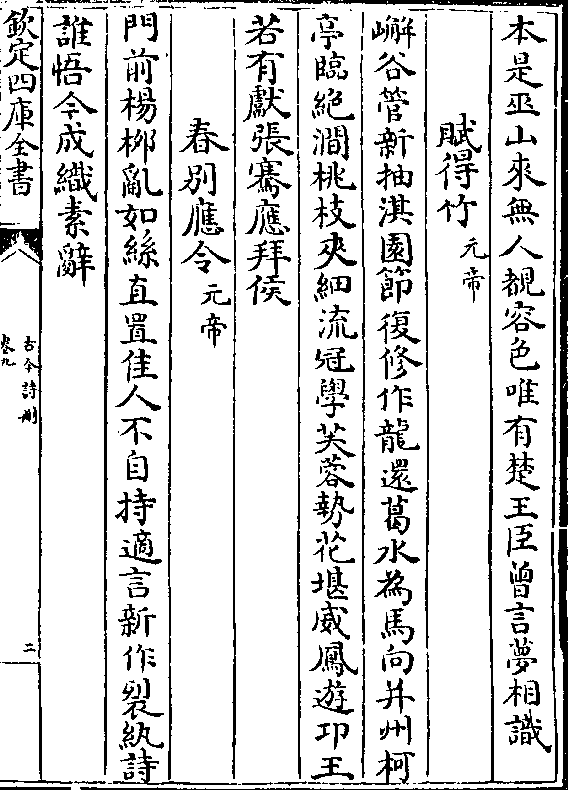 本是巫山來無人覩容色唯有楚王臣曾言夢相識
賦得竹 元帝
嶰谷管新抽淇園節復修作龍還葛水為馬向并州柯
亭臨絶澗桃枝夾細流冠學芙蓉勢花堪威鳳遊卭王
若有獻張騫應拜侯
春別應令 元帝
門前楊柳亂如絲直置佳人不自持適言新作裂紈詩
誰悟今成織素辭
欽定四庫全書
古今詩刪
卷九
二